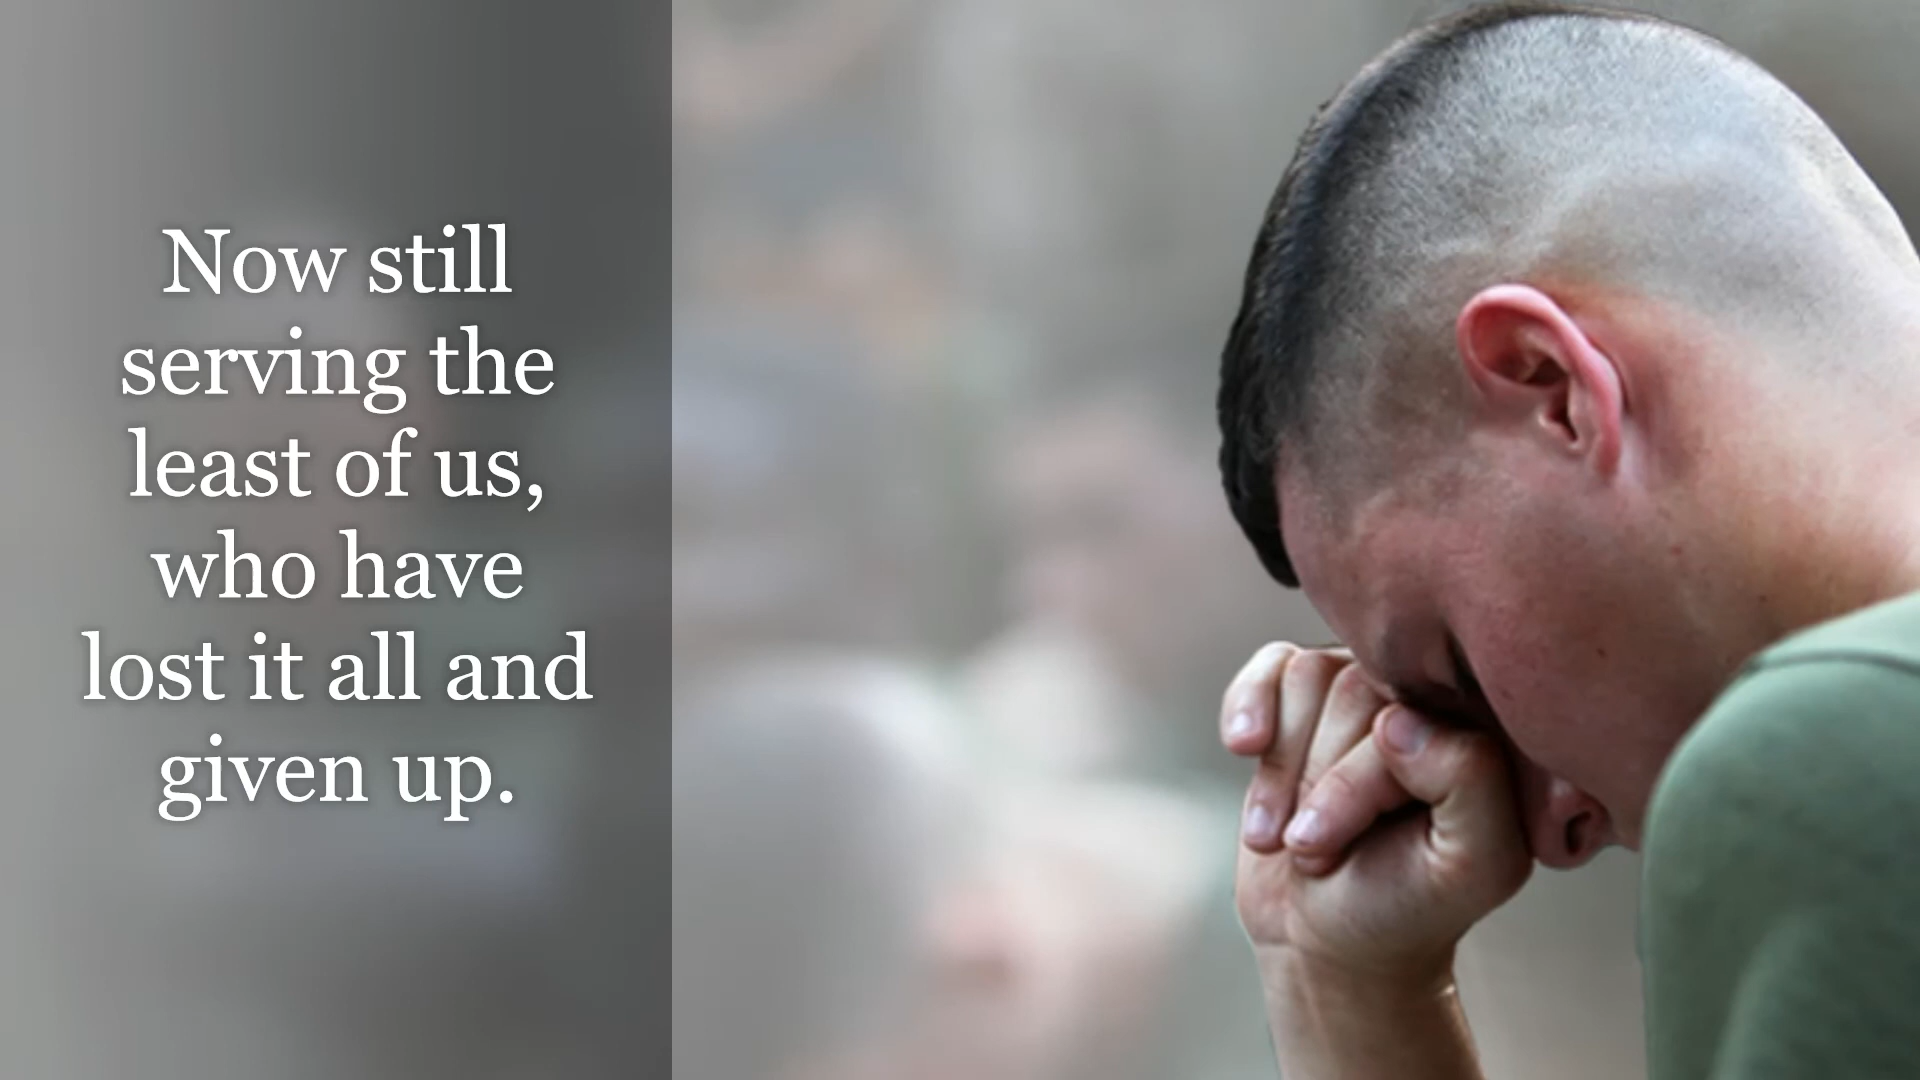 Now still
serving the
least of us,
who have
lost it all and
given up.